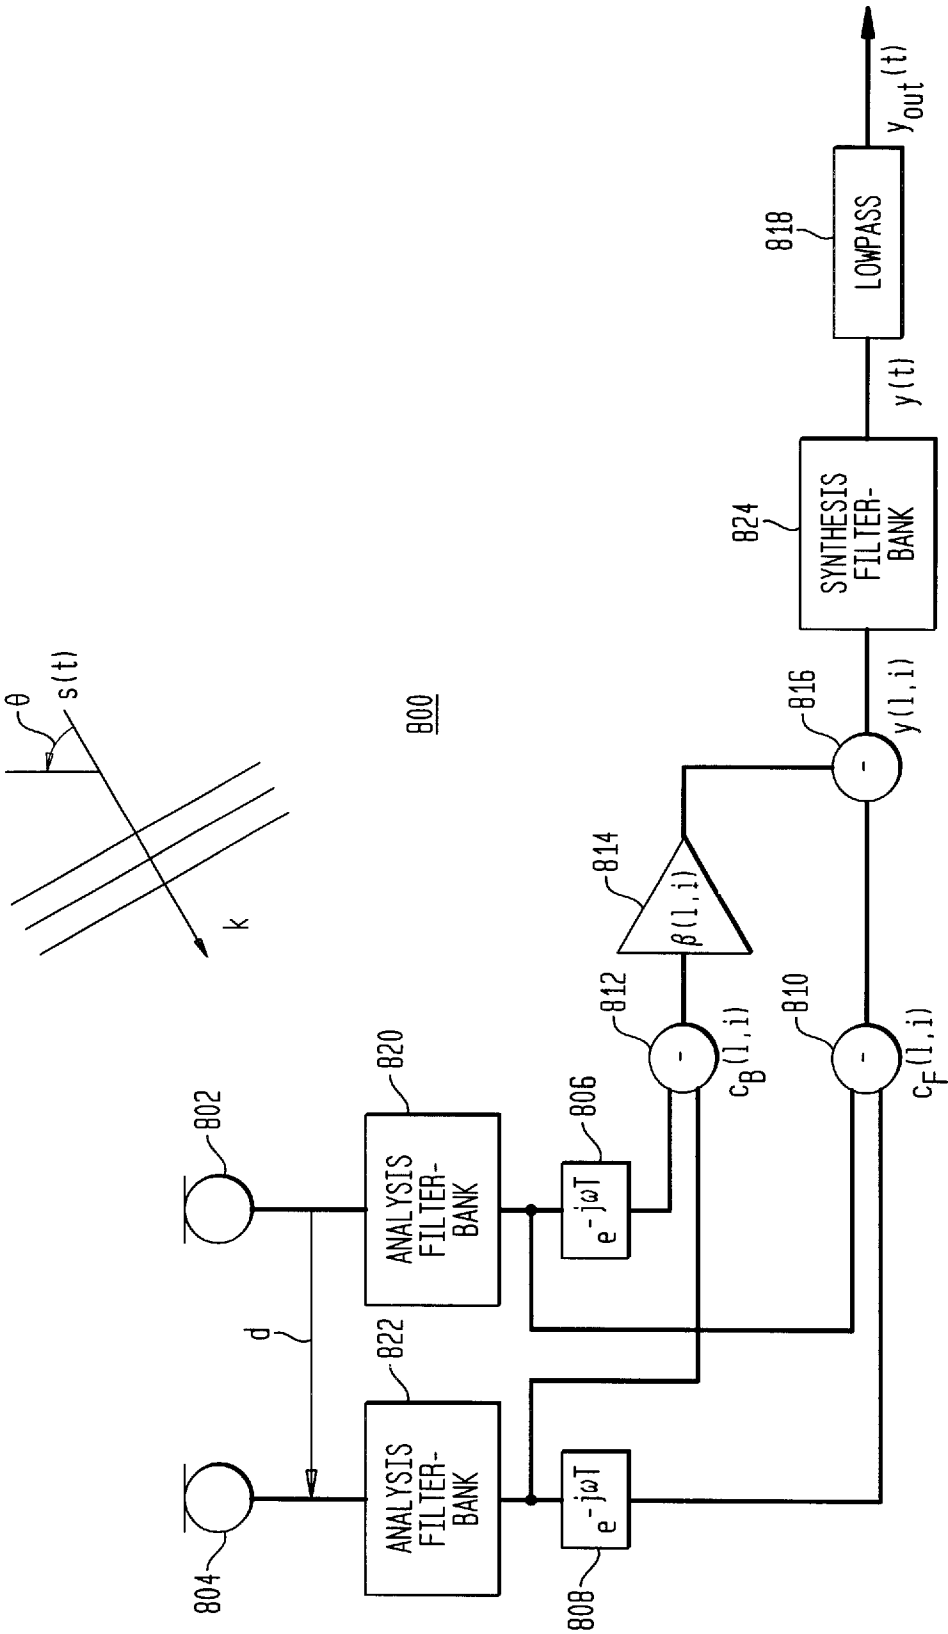 804
802
d
θ
s(t)
k
800
822
820
ANALYSIS
FILTER-
BANK
ANALYSIS
FILTER-
BANK
808
e^-jωT
806
e^-jωT
812
-
c_B(l,i)
814
β(l,i)
810
-
c_F(l,i)
816
-
y(l,i)
824
SYNTHESIS
FILTER-
BANK
y(t)
818
LOWPASS
y_out(t)